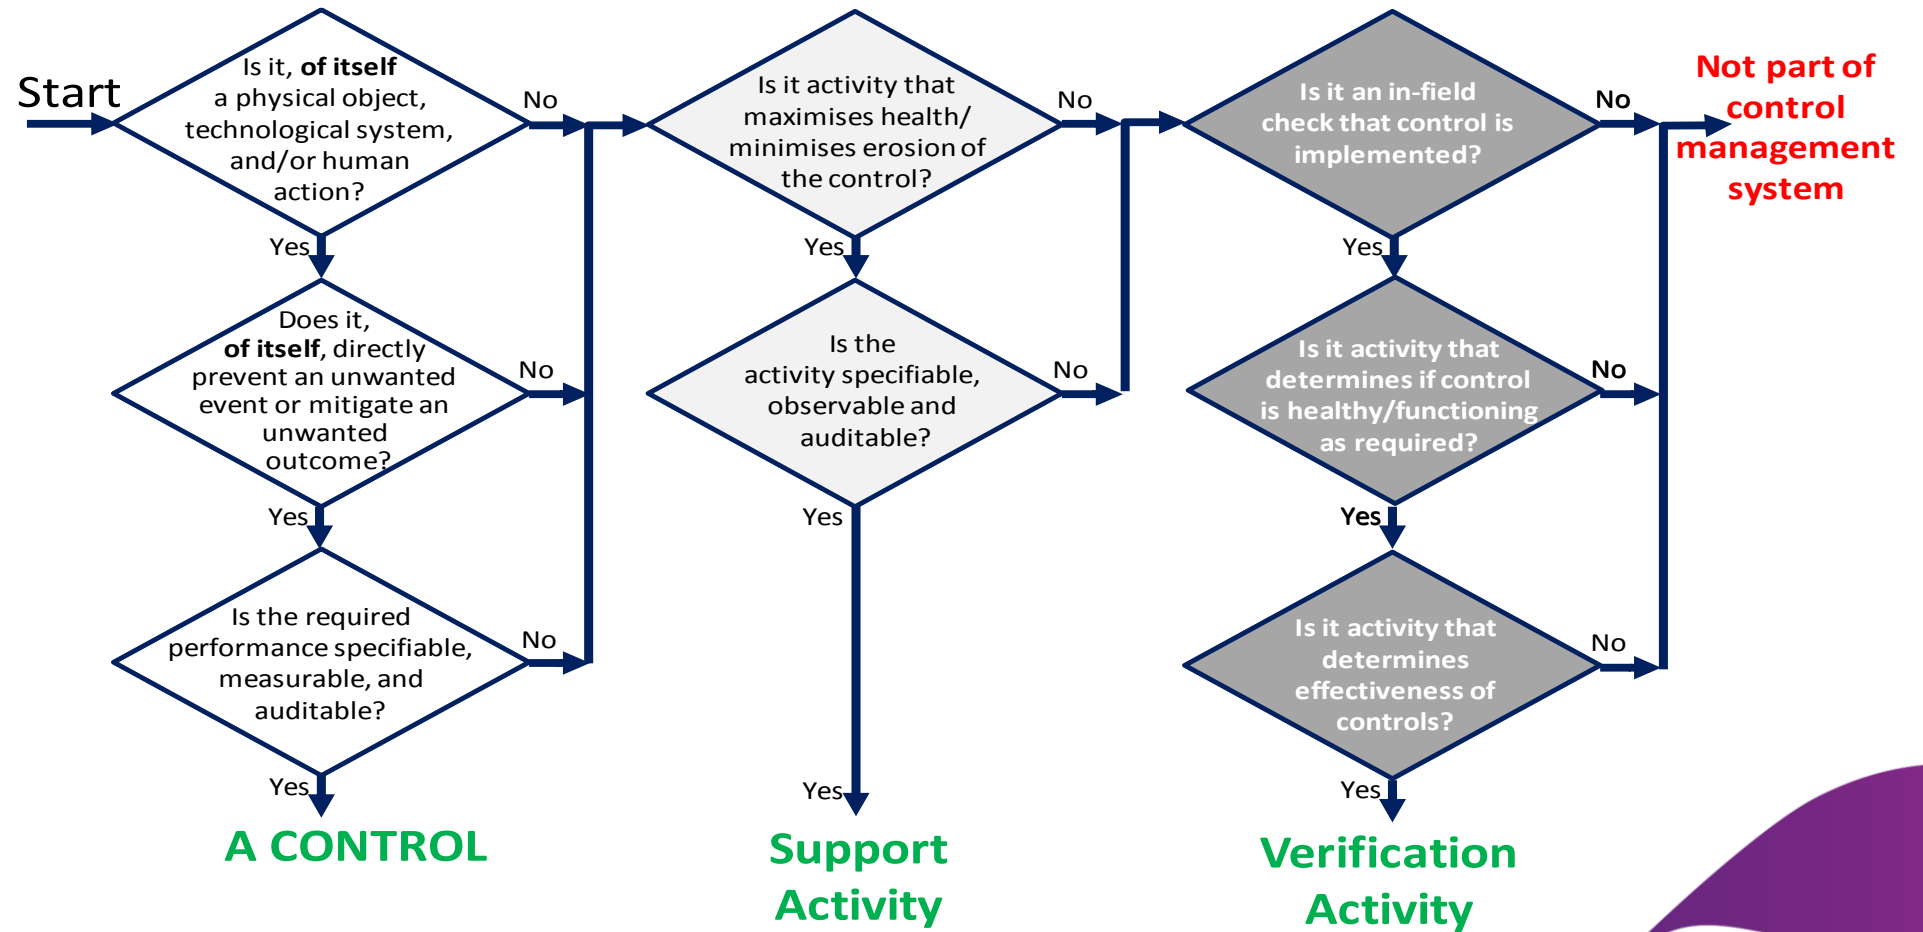 Start
Is it, of itself
a physical object,
technological system,
and/or human
action?
No
Yes
Does it,
of itself, directly
prevent an unwanted
event or mitigate an
unwanted
outcome?
No
Yes
Is the required
performance specifiable,
measurable, and
auditable?
No
Yes
A CONTROL
Is it activity that
maximises health/
minimises erosion of
the control?
No
Yes
Is the
activity specifiable,
observable and
auditable?
No
Yes
Yes
Support
Activity
Is it an in-field
check that control is
implemented?
No
Yes
Is it activity that
determines if control
is healthy/functioning
as required?
No
Yes
Is it activity that
determines
effectiveness of
controls?
No
Yes
Verification
Activity
Not part of
control
management
system